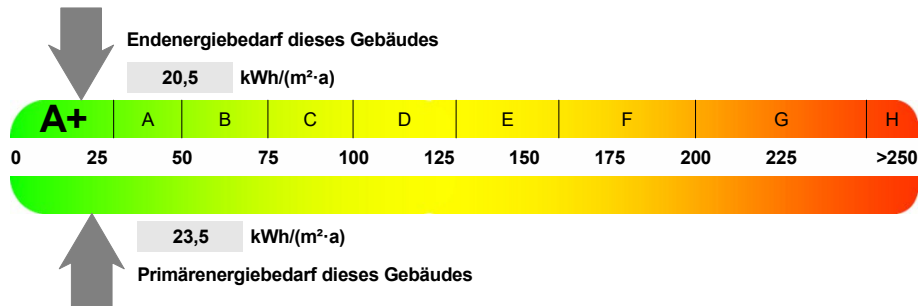 Endenergiebedarf dieses Gebäudes
20,5 kWh/(m²·a)
A+ A B C D E F G H
0 25 50 75 100 125 150 175 200 225 >250
23,5 kWh/(m²·a)
Primärenergiebedarf dieses Gebäudes